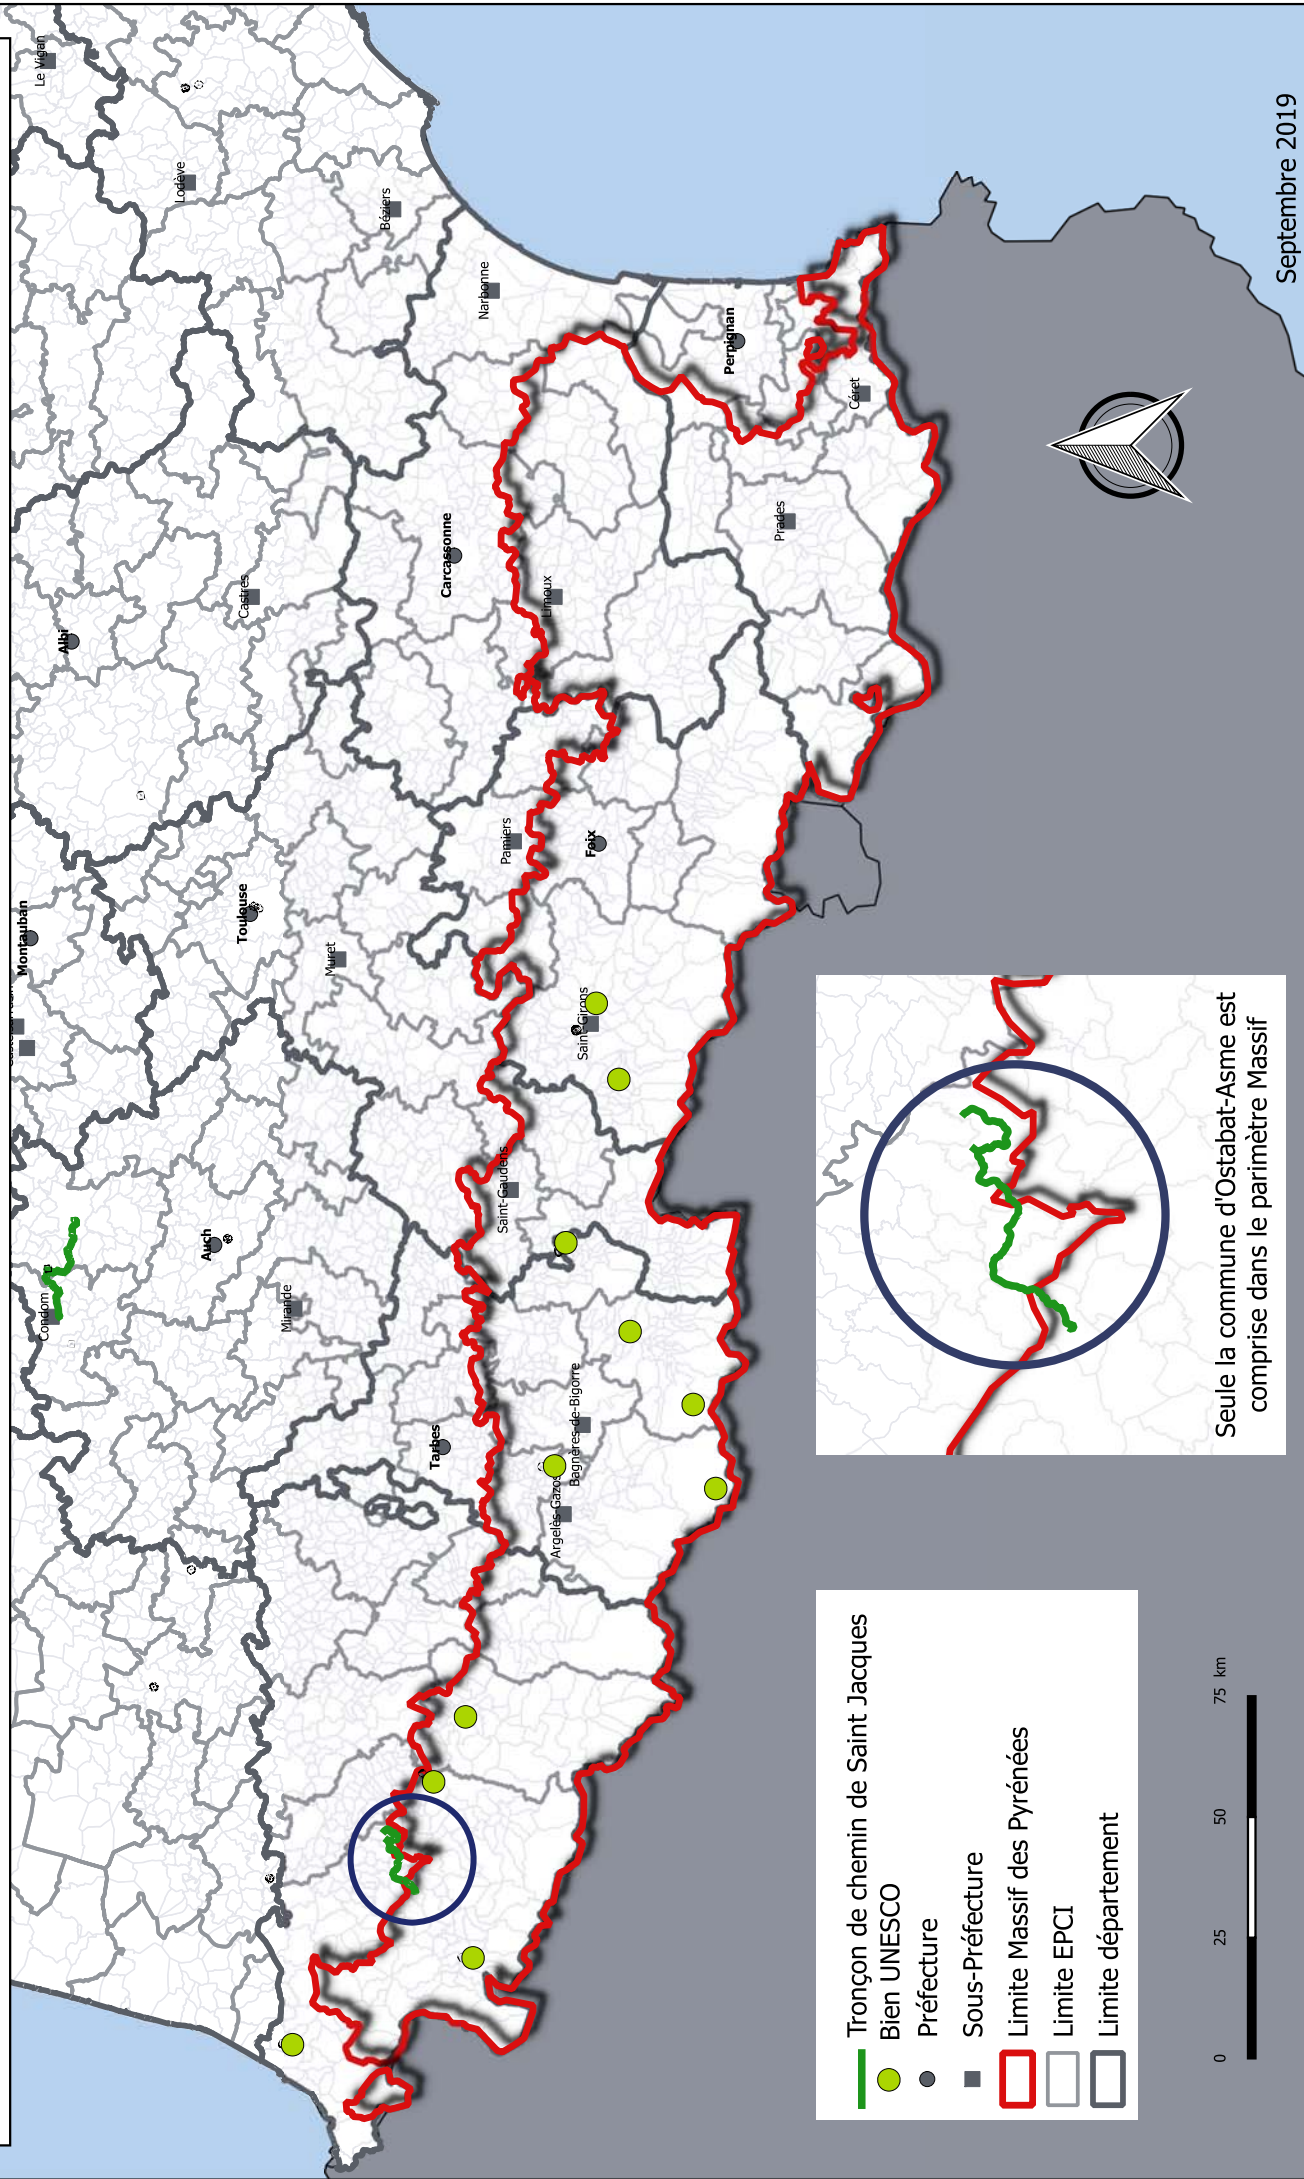 Le Vigan
Lodève
Béziers
Narbonne
Perpignan
Céret
Prades
Carcassonne
Limoux
Castres
Albi
Montauban
Toulouse
Muret
Pamiers
Foix
Saint-Girons
Saint-Gaudens
Auch
Condom
Mirande
Tarbes
Bagnères-de-Bigorre
Argelès-Gazos
Septembre 2019
Seule la commune d'Ostabat-Asme est
comprise dans le parimètre Massif
Tronçon de chemin de Saint Jacques
Bien UNESCO
Préfecture
Sous-Préfecture
Limite Massif des Pyrénées
Limite EPCI
Limite département
0 25 50 75 km